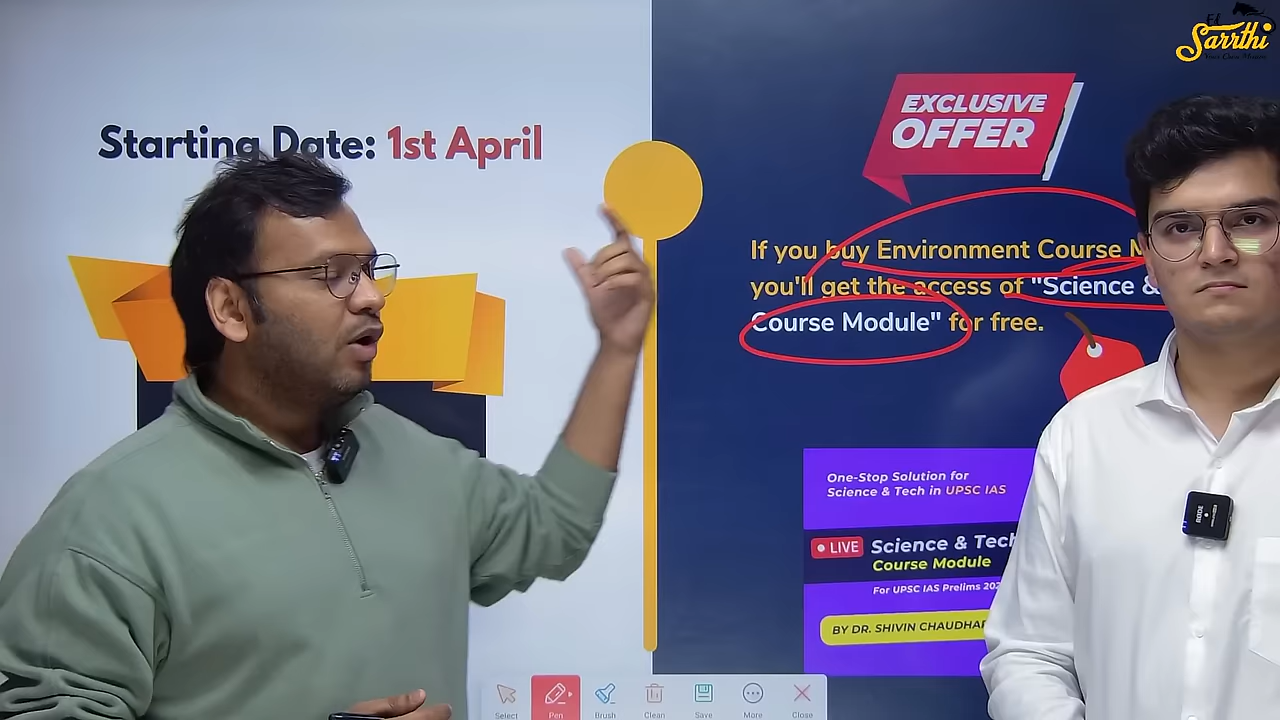 Sarrthi
Starting Date: 1st April
EXCLUSIVE
OFFER
If you buy Environment Course
you'll get the access of "Science &
Course Module" for free.
One-Stop Solution for
Science & Tech in UPSC IAS
LIVE Science & Tech
Course Module
For UPSC IAS Prelims
BY DR. SHIVIN
RODE
Select Pen Brush Clean Save More Close